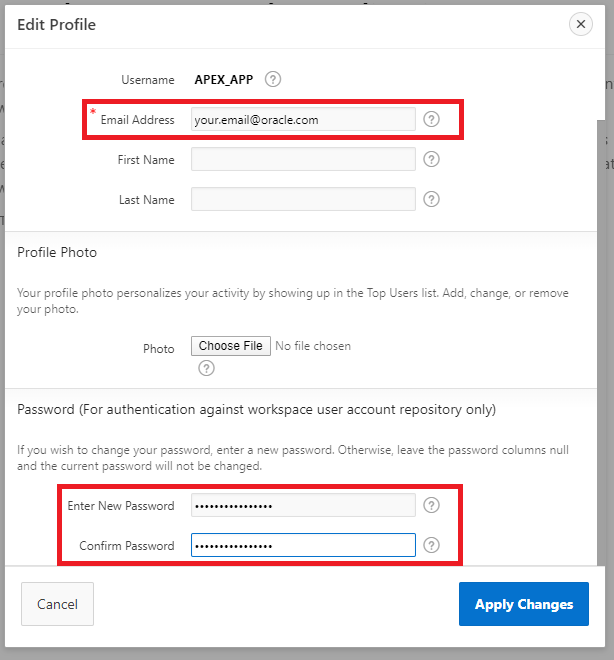 Edit Profile
Username APEX_APP ?
* Email Address your.email@oracle.com ?
First Name ?
Last Name ?
Profile Photo
Your profile photo personalizes your activity by showing up in the Top Users list. Add, change, or remove
your photo.
Photo Choose File No file chosen
?
Password (For authentication against workspace user account repository only)
If you wish to change your password, enter a new password. Otherwise, leave the password columns null
and the current password will not be changed.
Enter New Password •••••••••••••••• ?
Confirm Password •••••••••••••••• ?
Cancel
Apply Changes